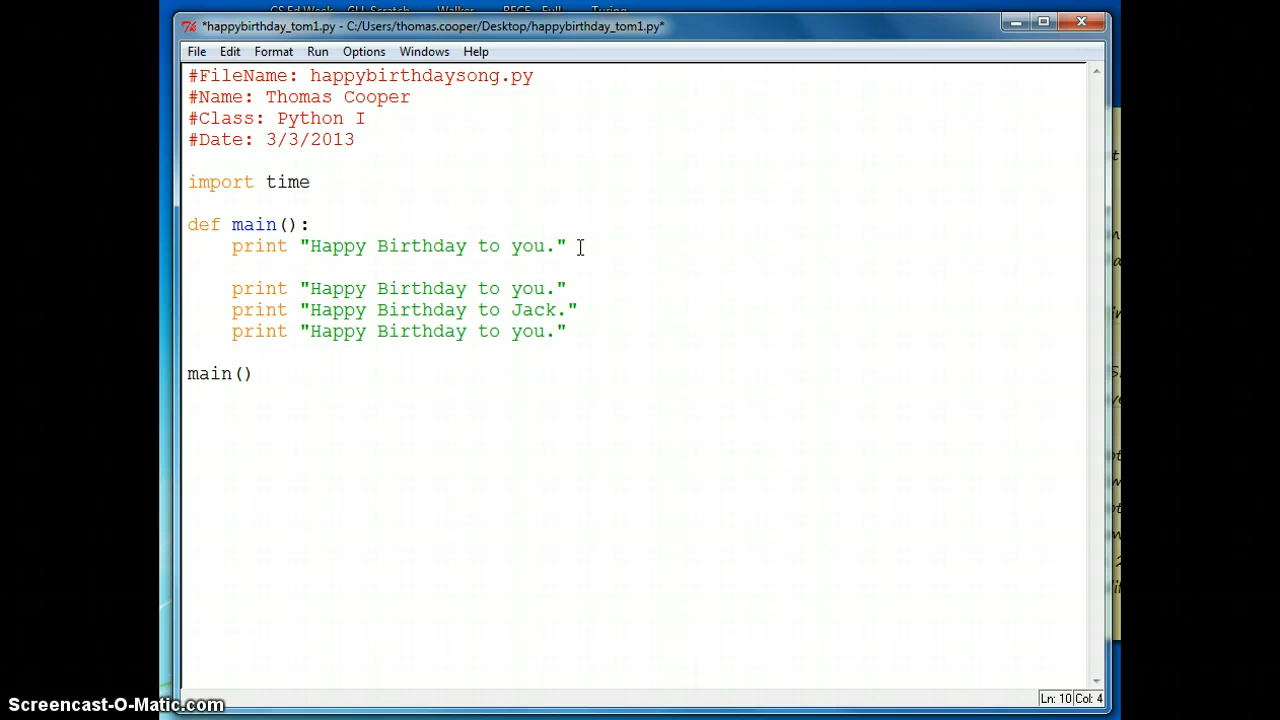 *happybirthday_tom1.py - C:/Users/thomas.cooper/Desktop/happybirthday_tom1.py*
File Edit Format Run Options Windows Help
#FileName: happybirthdaysong.py
#Name: Thomas Cooper
#Class: Python I
#Date: 3/3/2013
import time
def main():
    print "Happy Birthday to you."
    print "Happy Birthday to you."
    print "Happy Birthday to Jack."
    print "Happy Birthday to you."
main()
Ln: 10 Col: 4
Screencast-O-Matic.com